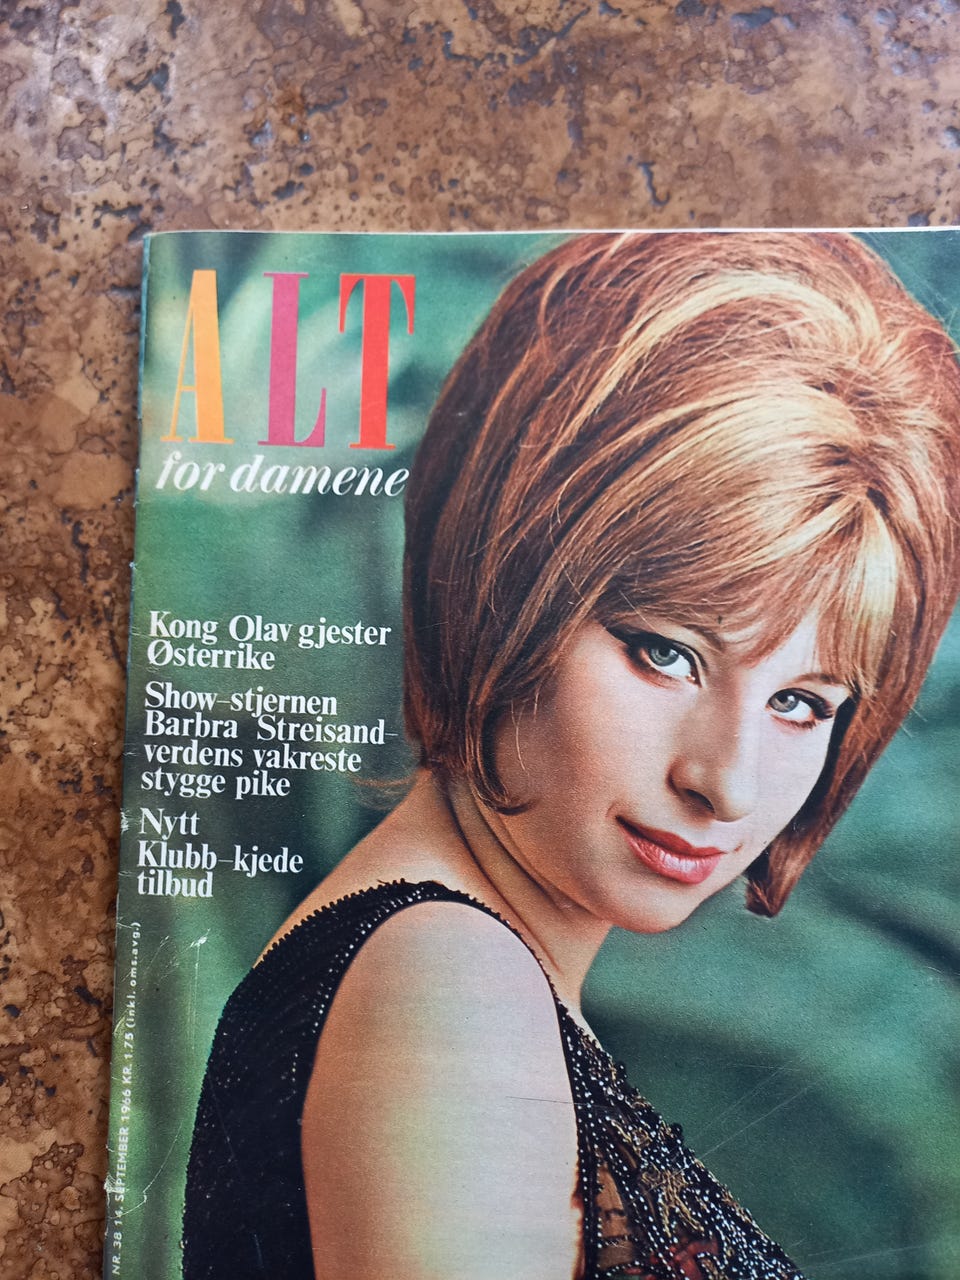 ALT
for damene
Kong Olav gjester
Østerrike
Show-stjernen
Barbra Streisand-
verdens vakreste
stygge pike
Nytt
Klubb-kjede
tilbud
NR. 38 14. SEPTEMBER 1966 KR. 1.75 (inkl. oms.avg.)